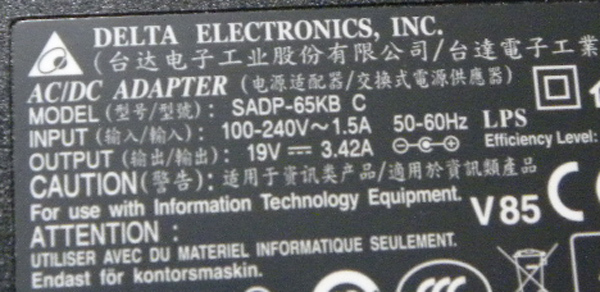 DELTA ELECTRONICS, INC.
(台达电子工业股份有限公司/台達電子工業
AC/DC ADAPTER (电源适配器/交換式電源供應器)
MODEL (型号/型號): SADP-65KB C
INPUT (输入/輸入): 100-240V~1.5A 50-60Hz LPS
Efficiency Level:
OUTPUT (输出/輸出): 19V ⎓ 3.42A
CAUTION (警告): 适用于资讯类产品/適用於資訊類產品
For use with Information Technology Equipment.
V85
ATTENTION :
UTILISER AVEC DU MATERIEL INFORMATIQUE SEULEMENT.
Endast för kontorsmaskin.